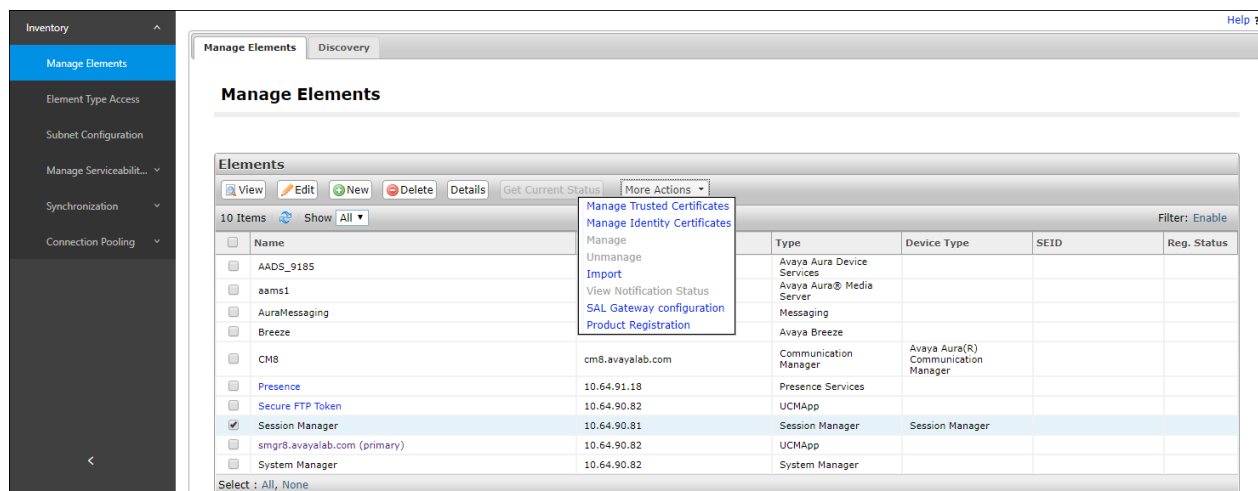 Help ?
Inventory
Manage Elements
Element Type Access
Subnet Configuration
Manage Serviceabilit...
Synchronization
Connection Pooling
Manage Elements Discovery
Manage Elements
Elements
View Edit New Delete Details Get Current Status More Actions
Manage Trusted Certificates
Manage Identity Certificates
Manage
Unmanage
Import
View Notification Status
SAL Gateway configuration
Product Registration
10 Items Show All Filter: Enable
Name Type Device Type SEID Reg. Status
AADS_9185 Avaya Aura Device Services
aams1 Avaya Aura® Media Server
AuraMessaging Messaging
Breeze Avaya Breeze
CM8 cm8.avayalab.com Communication Manager Avaya Aura(R) Communication Manager
Presence 10.64.91.18 Presence Services
Secure FTP Token 10.64.90.82 UCMApp
Session Manager 10.64.90.81 Session Manager Session Manager
smgr8.avayalab.com (primary) 10.64.90.82 UCMApp
System Manager 10.64.90.82 System Manager
Select : All, None